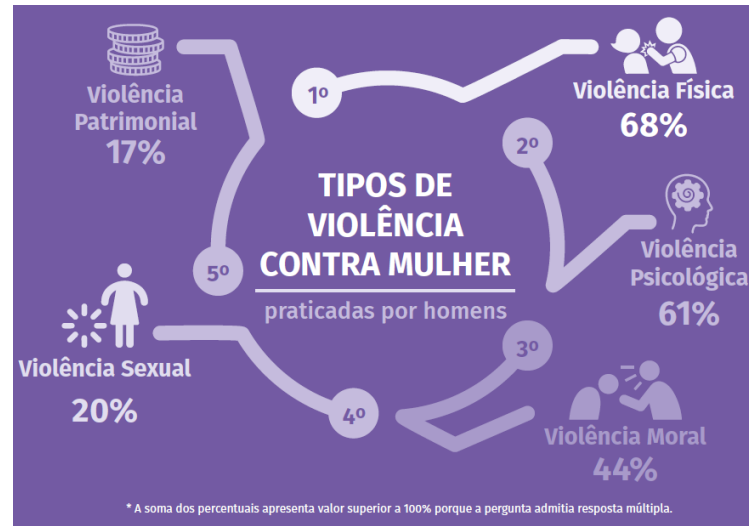 TIPOS DE
VIOLÊNCIA
CONTRA MULHER
praticadas por homens
1º
Violência Física
68%
2º
Violência
Psicológica
61%
3º
Violência Moral
44%
4º
Violência Sexual
20%
5º
Violência
Patrimonial
17%
* A soma dos percentuais apresenta valor superior a 100% porque a pergunta admitia resposta múltipla.